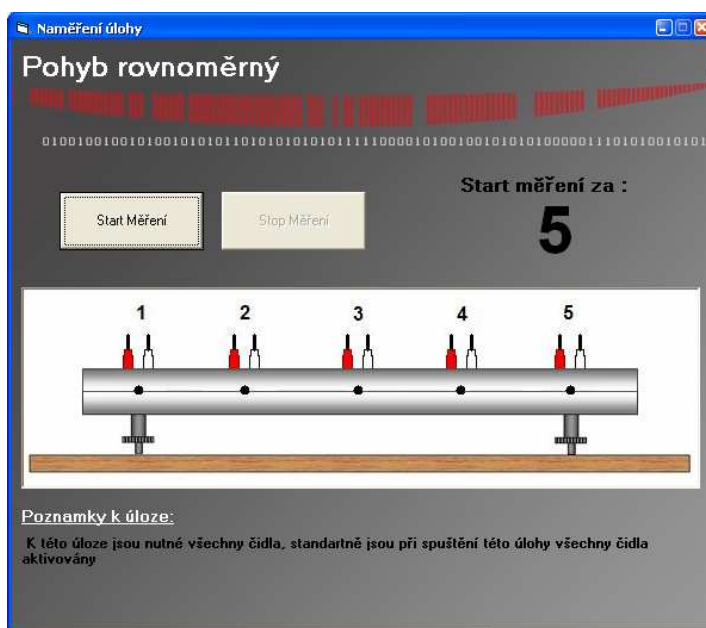 Naměření úlohy
Pohyb rovnoměrný
Start měření za :
Start Měření Stop Měření 5
1 2 3 4 5
Poznamky k úloze:
K této úloze jsou nutné všechny čidla, standartně jsou při spuštění této úlohy všechny čidla
aktivovány